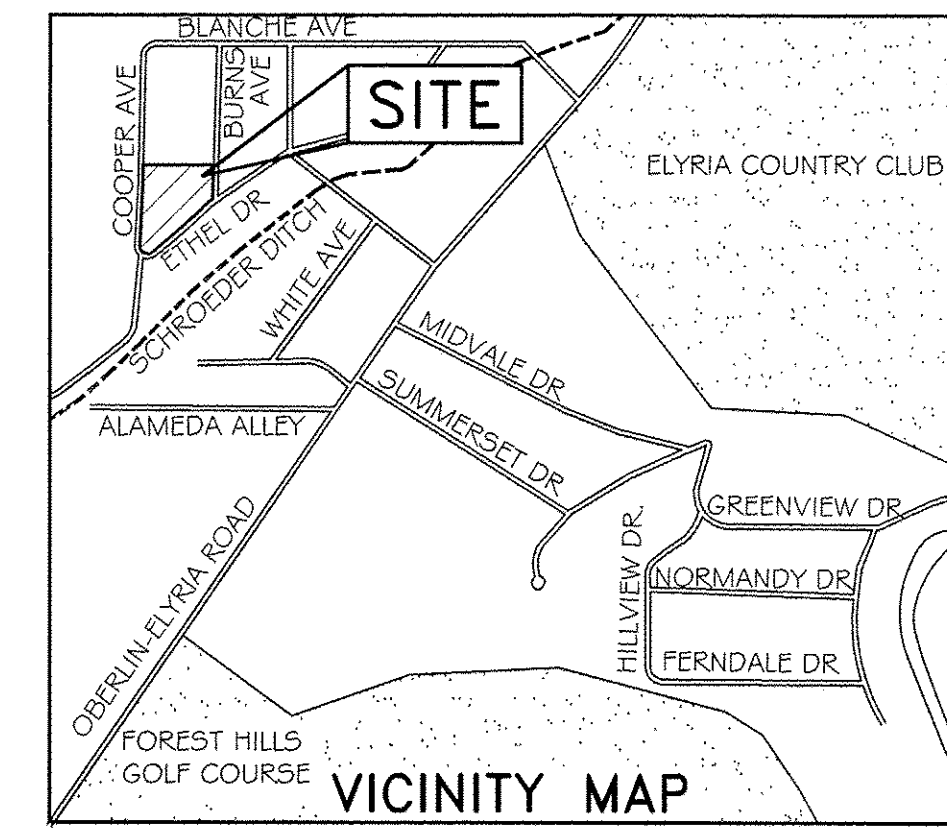 BLANCHE AVE
COOPER AVE
BURNS
AVE
SITE
ELYRIA COUNTRY CLUB
ETHEL DR
SCHROEDER DITCH
WHITE AVE
MIDVALE DR
SUMMERSET DR
ALAMEDA ALLEY
OBERLIN-ELYRIA ROAD
GREENVIEW DR
HILLVIEW DR.
NORMANDY DR
FERNDALE DR
FOREST HILLS
GOLF COURSE
VICINITY MAP